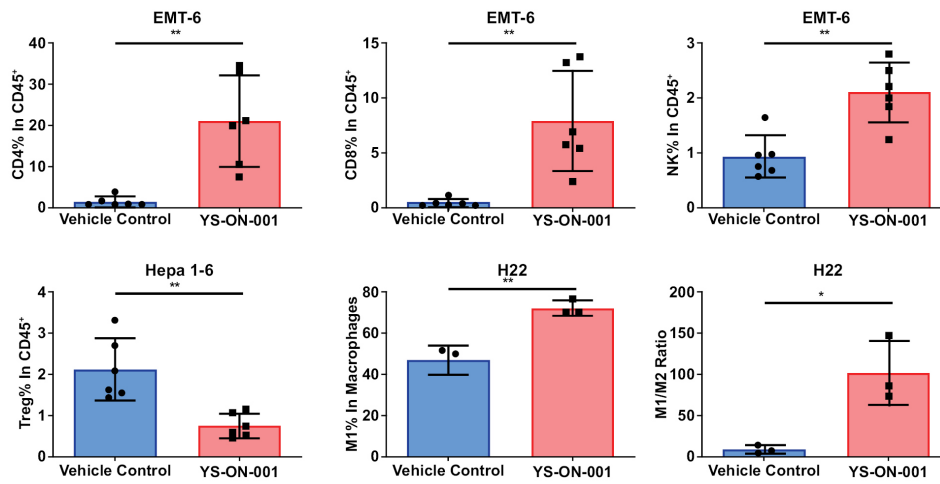 EMT-6
**
CD4% In CD45+
40
30
20
10
0
Vehicle Control
YS-ON-001
EMT-6
**
CD8% In CD45+
15
10
5
0
Vehicle Control
YS-ON-001
EMT-6
**
NK% In CD45+
3
2
1
0
Vehicle Control
YS-ON-001
Hepa 1-6
**
Treg% In CD45+
4
3
2
1
0
Vehicle Control
YS-ON-001
H22
**
M1% In Macrophages
80
60
40
20
0
Vehicle Control
YS-ON-001
H22
*
M1/M2 Ratio
200
150
100
50
0
Vehicle Control
YS-ON-001